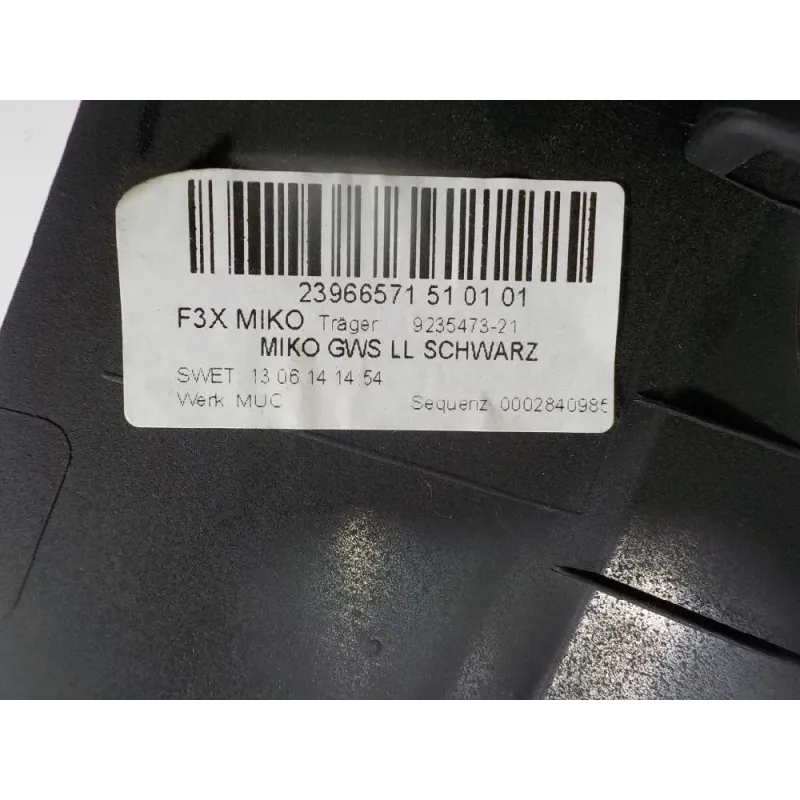 23966571 51 01 01
F3X MIKO Träger 9235473-21
MIKO GWS LL SCHWARZ
SWET: 13 06 14 14:54
Werk: MUC Sequenz 0002840985